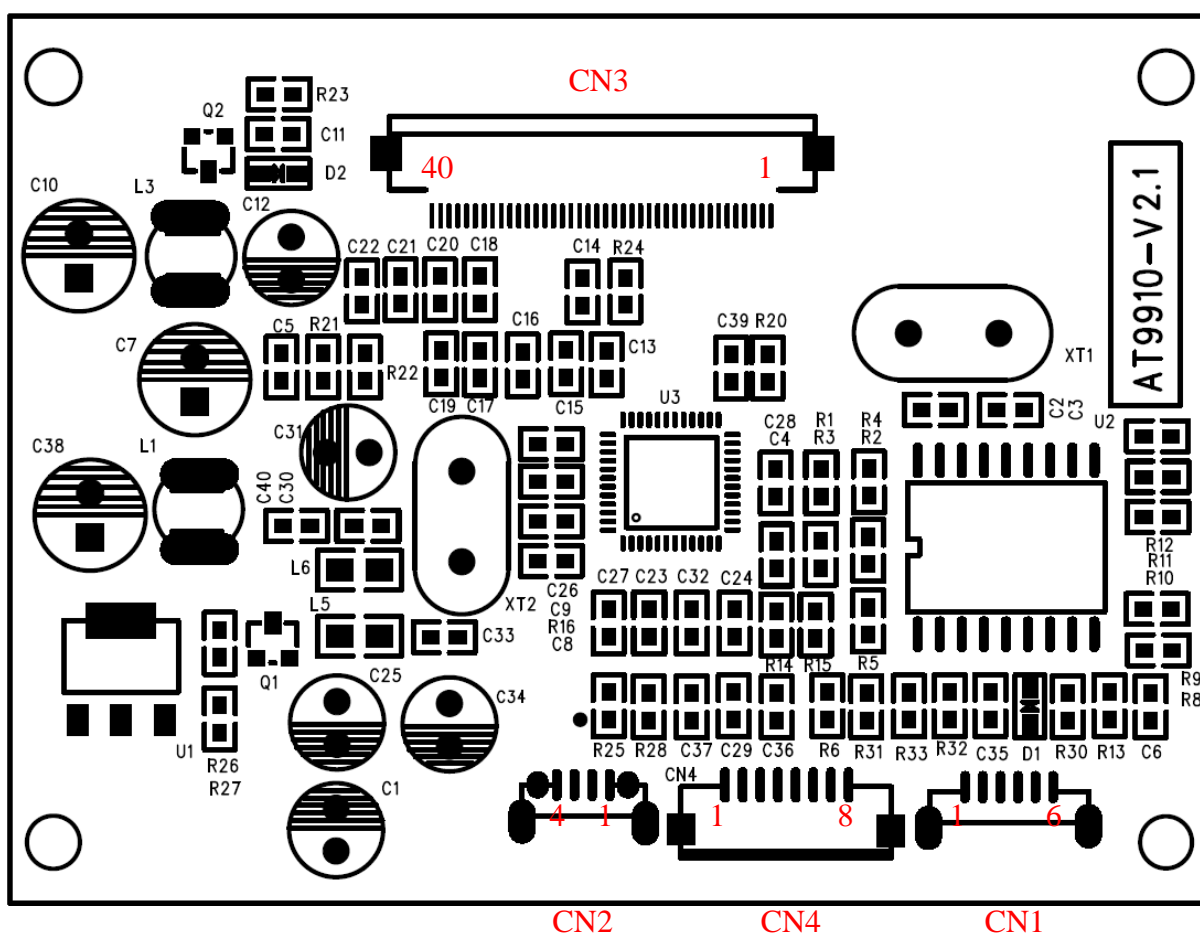 CN3
R23
Q2
C11
40
1
D2
C10
L3
C12
AT9910-V2.1
C22
C21
C20
C18
C14
R24
C5
R21
C16
C39
R20
C7
C13
XT1
R22
C19
C17
C15
U3
C2
C3
C28
C4
R1
R3
R4
R2
U2
C38
L1
C31
C40
C30
R12
R11
R10
L6
C26
C27
C23
C32
C24
L5
XT2
C9
R16
C8
C33
R14
R15
R5
Q1
C25
C34
R9
R8
U1
R26
R27
R25
R28
C37
C29
C36
R6
R31
R33
R32
C35
D1
R30
R13
C6
CN4
C1
4
1
1
8
1
6
CN2
CN4
CN1